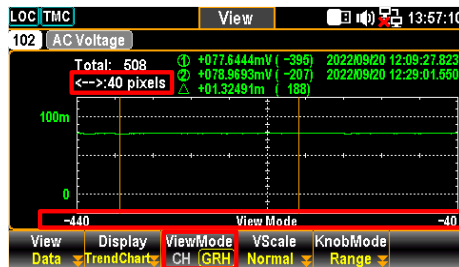 LOC TMC View 13:57:10
102 AC Voltage
Total: 508 ① +077.6444mV ( -395) 2022/09/20 12:09:27.823
<-->:40 pixels ② +078.9693mV ( -207) 2022/09/20 12:29:01.550
△ +01.32491m ( 188)
100m
0
-440 View Mode -40
View Display ViewMode VScale KnobMode
Data TrendChart CH GRH Normal Range